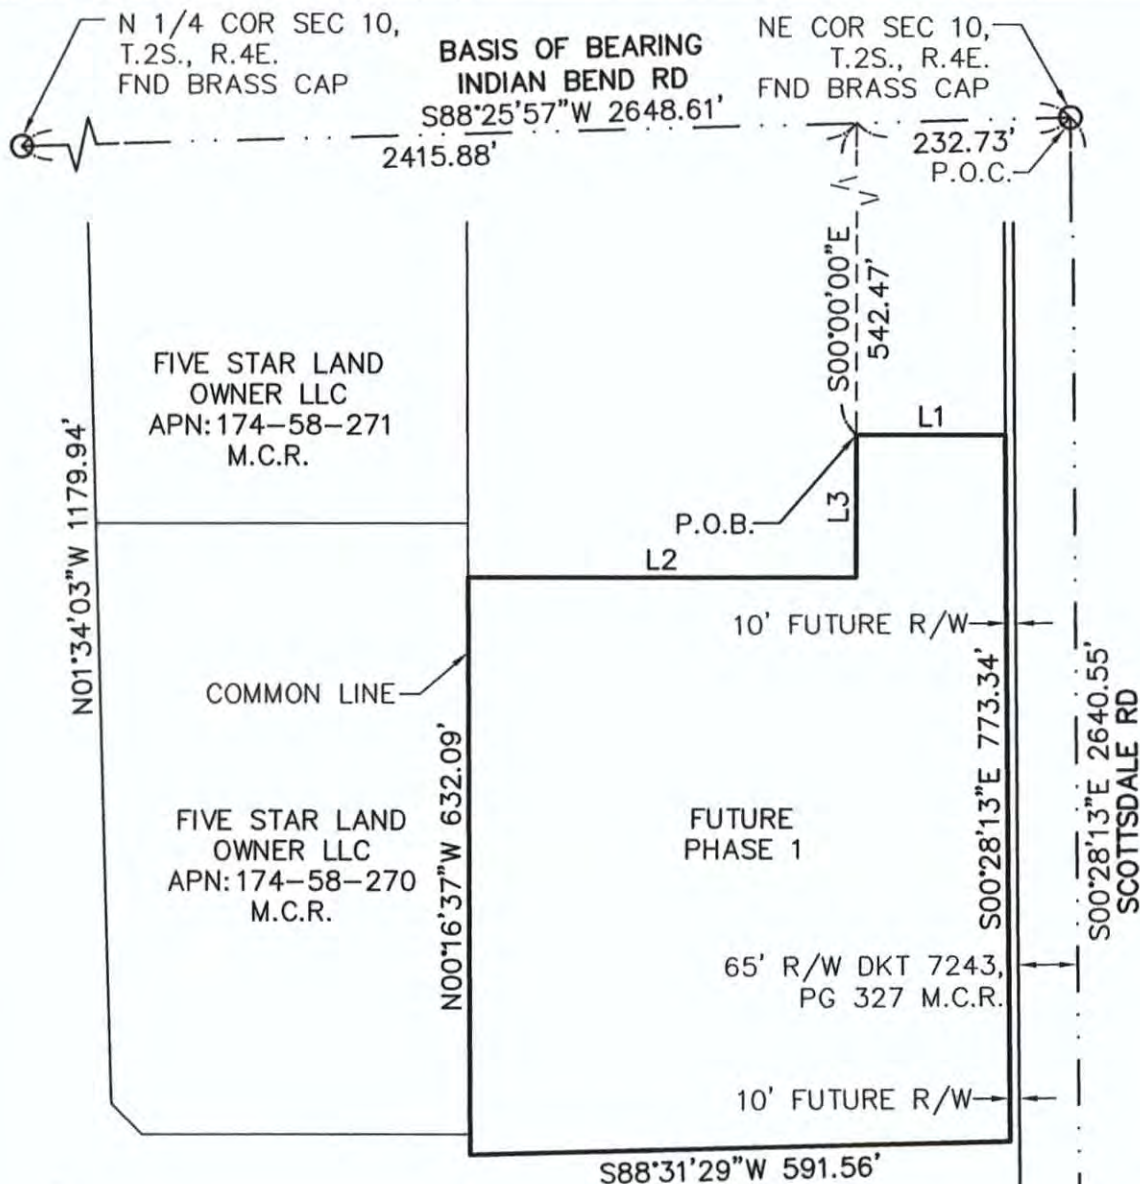 N 1/4 COR SEC 10,
T.2S., R.4E.
FND BRASS CAP
BASIS OF BEARING
INDIAN BEND RD
S88°25'57"W 2648.61'
2415.88'
NE COR SEC 10,
T.2S., R.4E.
FND BRASS CAP
232.73'
P.O.C.
S00°00'00"E
542.47'
FIVE STAR LAND
OWNER LLC
APN: 174-58-271
M.C.R.
N01°34'03"W 1179.94'
L1
L3
P.O.B.
L2
10' FUTURE R/W
COMMON LINE
N00°16'37"W 632.09'
S00°28'13"E 773.34'
S00°28'13"E 2640.55'
SCOTTSDALE RD
FIVE STAR LAND
OWNER LLC
APN: 174-58-270
M.C.R.
FUTURE
PHASE 1
65' R/W DKT 7243,
PG 327 M.C.R.
10' FUTURE R/W
S88°31'29"W 591.56'